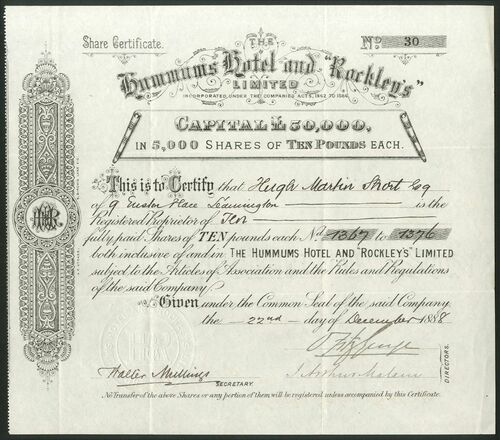 Share Certificate.
No 30
THE
Hummums Hotel and "Rockley's"
LIMITED
INCORPORATED UNDER THE COMPANIES ACTS, 1862 TO 1886.
CAPITAL £50,000,
IN 5,000 SHARES OF TEN POUNDS EACH.
This is to Certify that Hugh Martin Short Esq
of 9 Euston Place Leamington is the
Registered Proprietor of Ten
fully paid Shares of TEN pounds each No 1367 to 1376
both inclusive of and in THE HUMMUMS HOTEL AND "ROCKLEY'S" LIMITED
subject to the Articles of Association and the Rules and Regulations
of the said Company.
Given under the Common Seal of the said Company
the 22nd day of December 1888
DIRECTORS.
Walter Mullings
SECRETARY.
No Transfer of the above Shares or any portion of them will be registered unless accompanied by this Certificate.